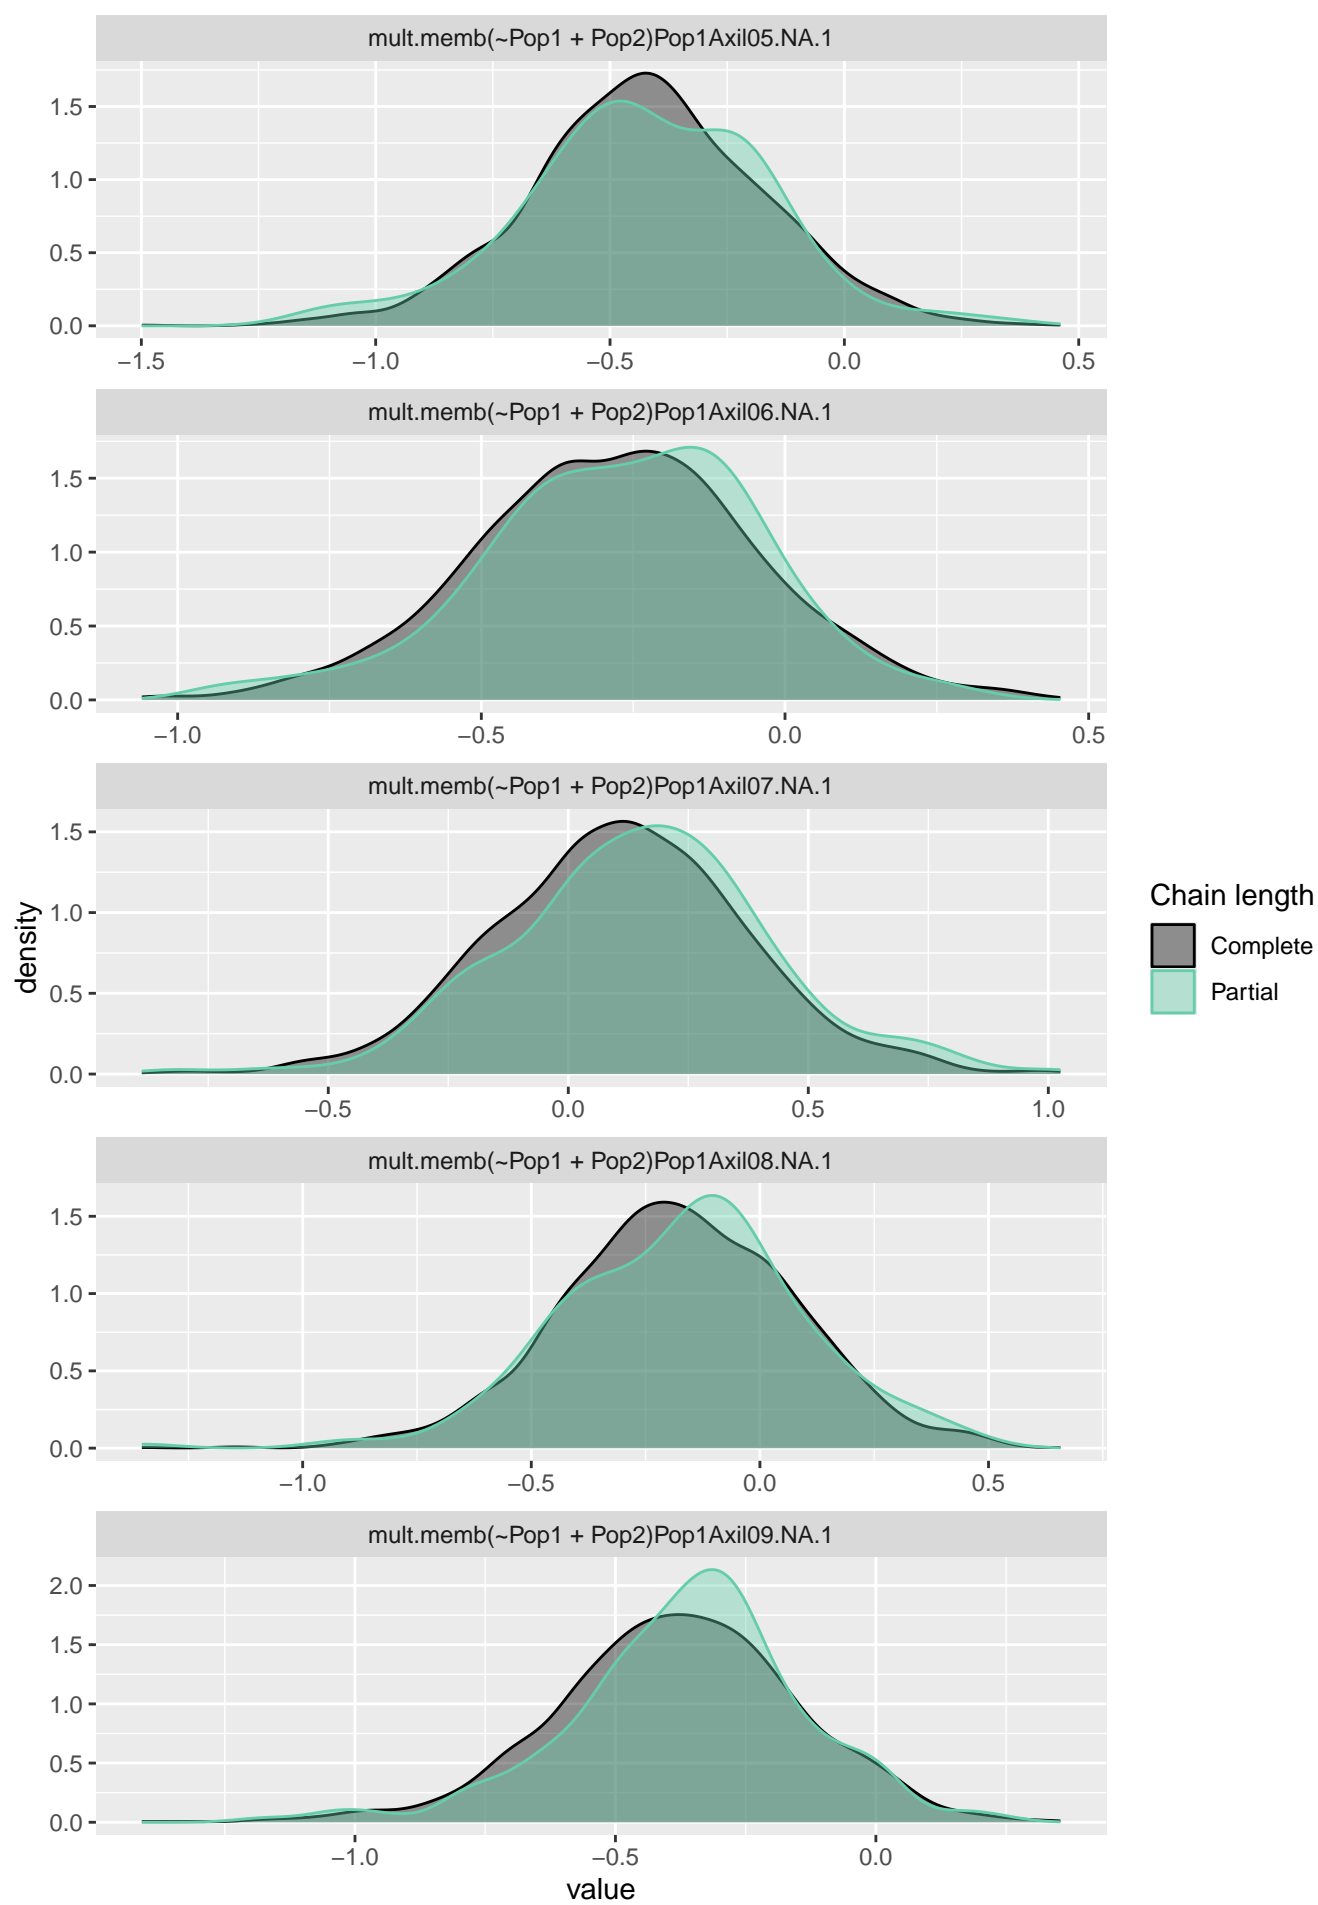 mult.memb(~Pop1 + Pop2)Pop1Axil05.NA.1
1.5
1.0
0.5
0.0
−1.5 −1.0 −0.5 0.0 0.5
mult.memb(~Pop1 + Pop2)Pop1Axil06.NA.1
1.5
1.0
0.5
0.0
−1.0 −0.5 0.0 0.5
mult.memb(~Pop1 + Pop2)Pop1Axil07.NA.1
1.5
1.0
0.5
0.0
−0.5 0.0 0.5 1.0
mult.memb(~Pop1 + Pop2)Pop1Axil08.NA.1
1.5
1.0
0.5
0.0
−1.0 −0.5 0.0 0.5
mult.memb(~Pop1 + Pop2)Pop1Axil09.NA.1
2.0
1.5
1.0
0.5
0.0
−1.0 −0.5 0.0
value
density
Chain length
Complete
Partial